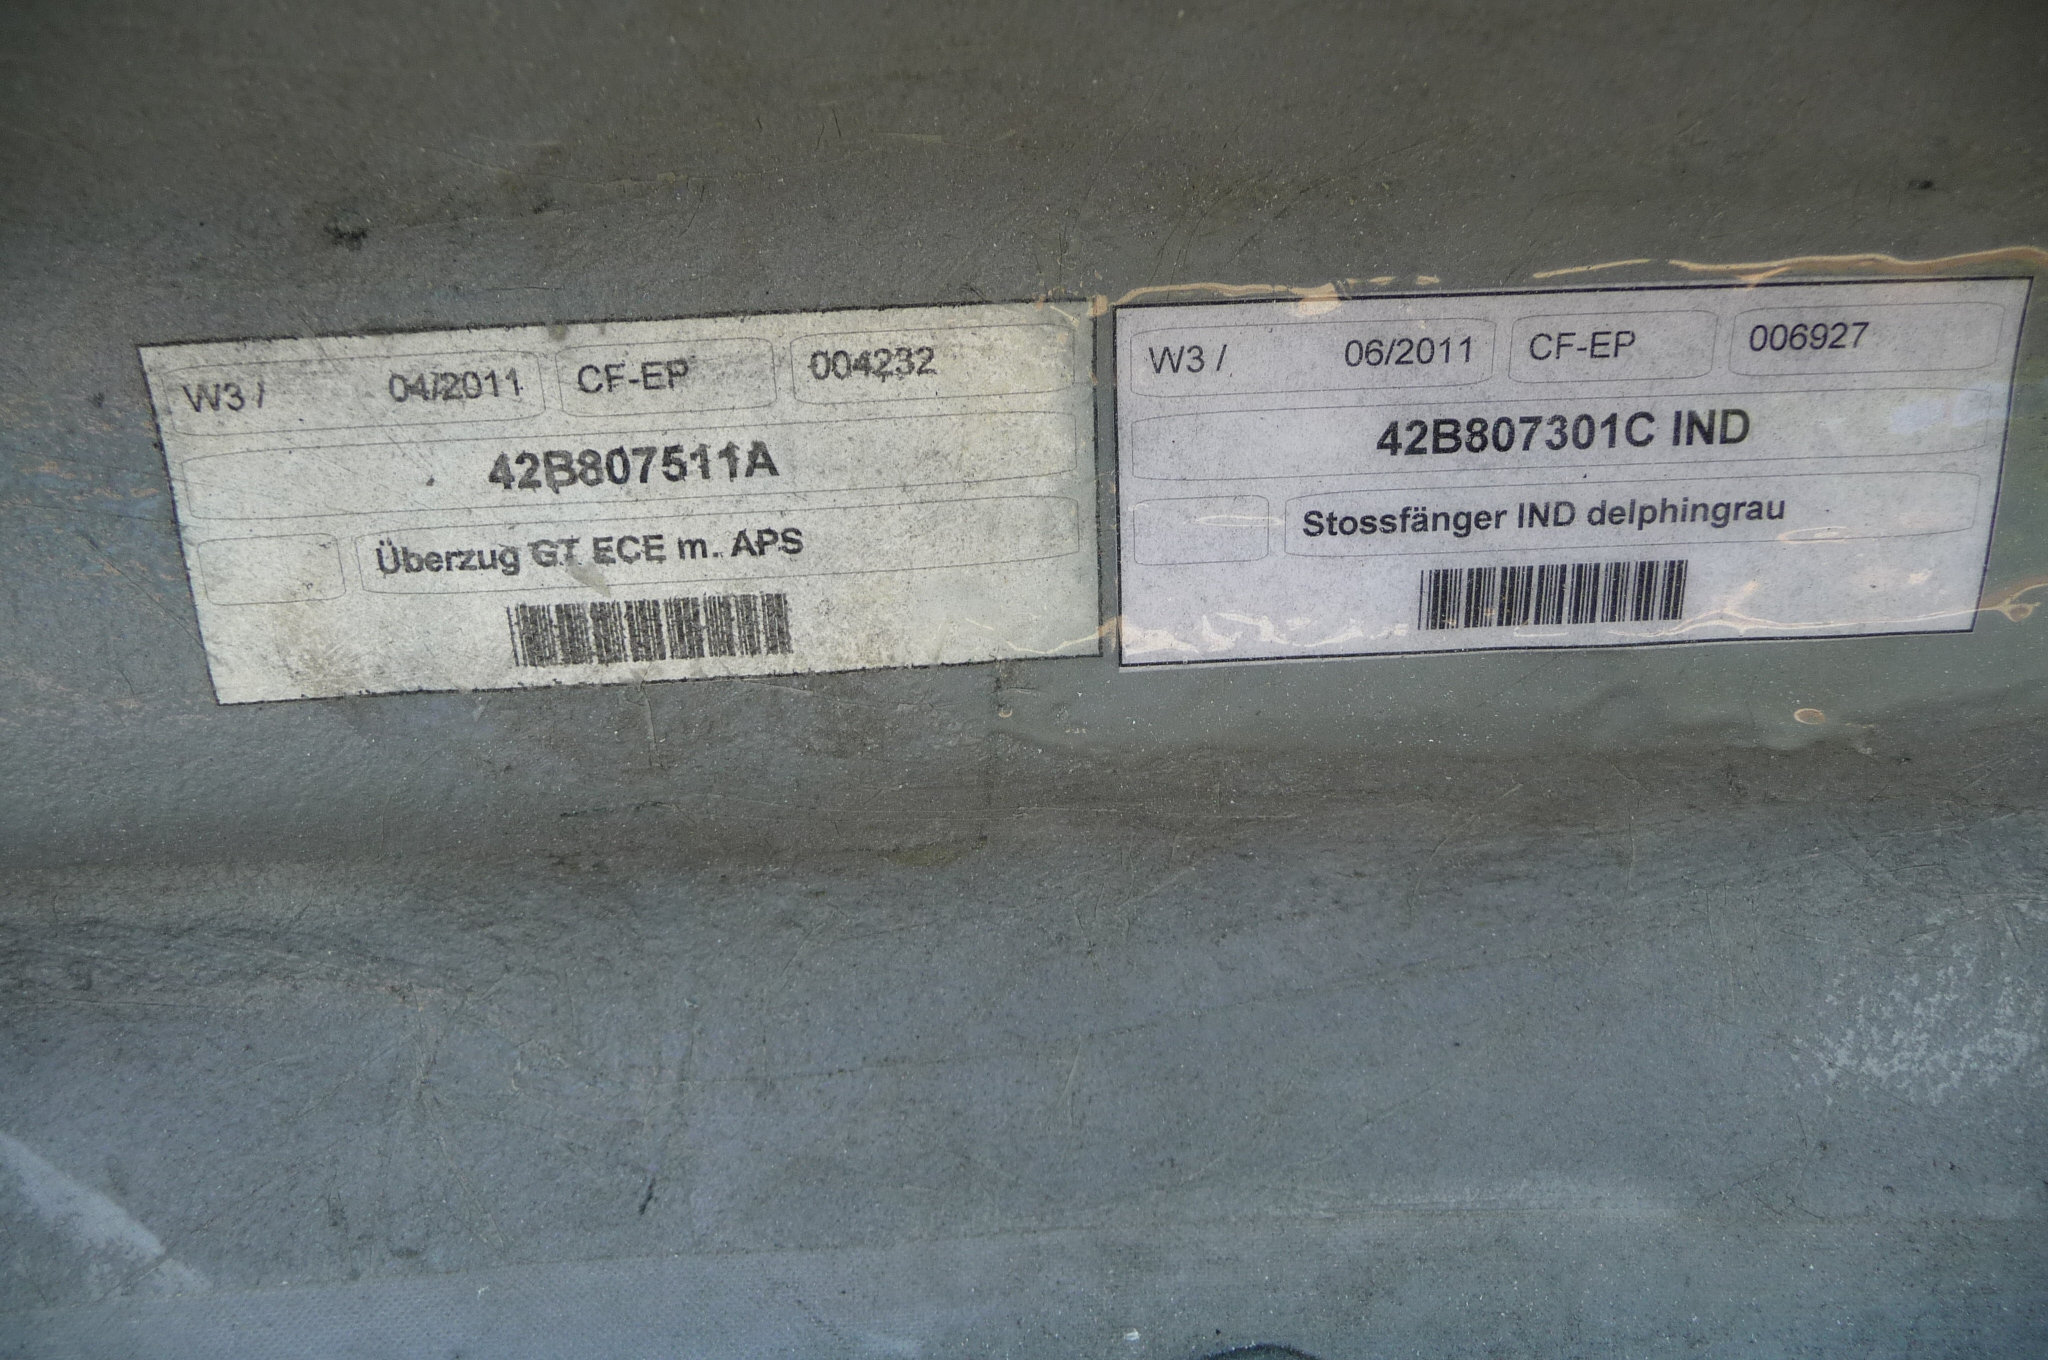 W3 / 04/2011 CF-EP 004232
42B807511A
Überzug GT ECE m. APS
W3 / 06/2011 CF-EP 006927
42B807301C IND
Stossfänger IND delphingrau